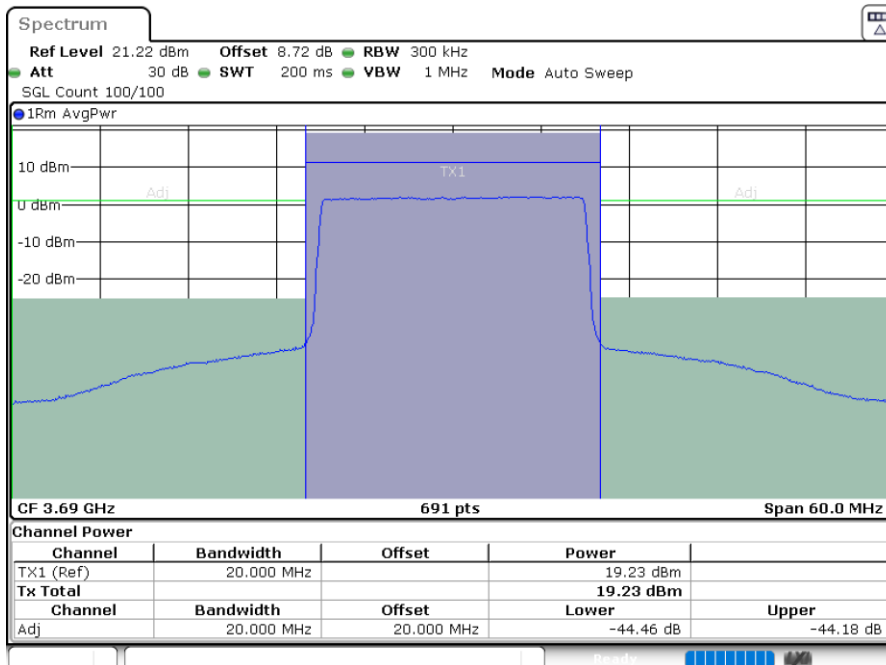 Spectrum
Ref Level 21.22 dBm Offset 8.72 dB RBW 300 kHz
Att 30 dB SWT 200 ms VBW 1 MHz Mode Auto Sweep
SGL Count 100/100
1Rm AvgPwr
10 dBm
TX1
Adj Adj
0 dBm
-10 dBm
-20 dBm
CF 3.69 GHz 691 pts Span 60.0 MHz
Channel Power
Channel Bandwidth Offset Power
TX1 (Ref) 20.000 MHz 19.23 dBm
Tx Total 19.23 dBm
Channel Bandwidth Offset Lower Upper
Adj 20.000 MHz 20.000 MHz -44.46 dB -44.18 dB
Ready